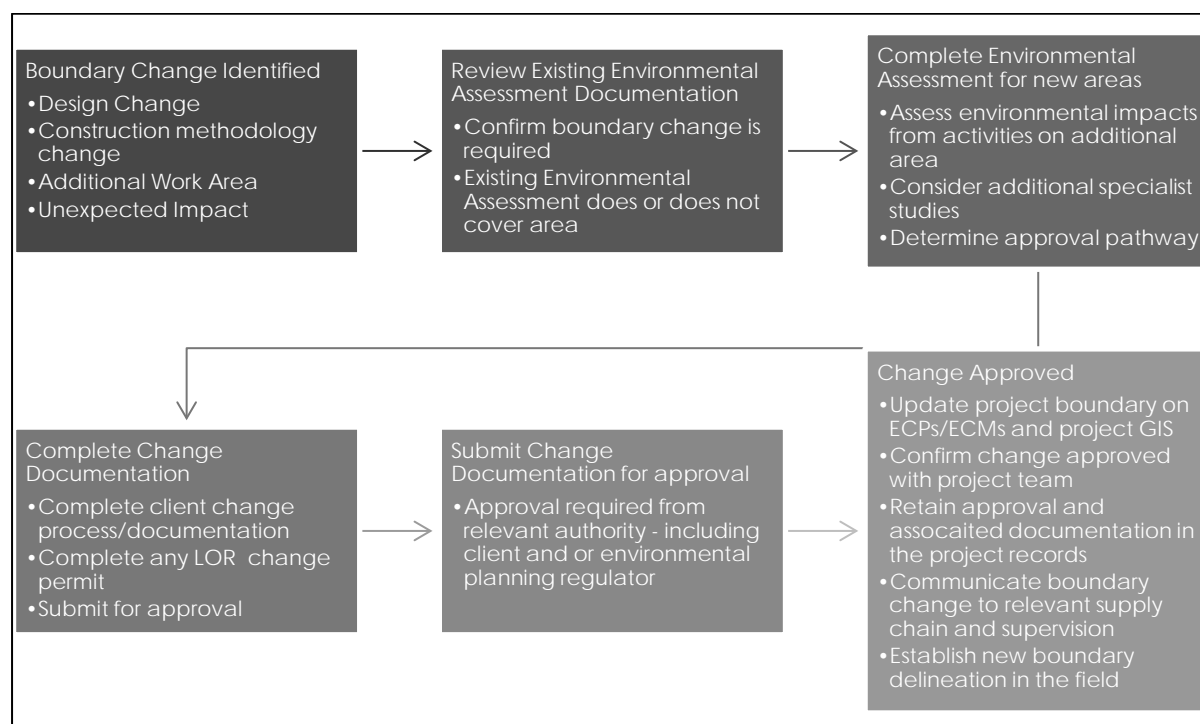 Boundary Change Identified
•Design Change
•Construction methodology
change
•Additional Work Area
•Unexpected Impact
Review Existing Environmental
Assessment Documentation
•Confirm boundary change is
required
•Existing Environmental
Assessment does or does not
cover area
Complete Environmental
Assessment for new areas
•Assess environmental impacts
from activities on additional
area
•Consider additional specialist
studies
•Determine approval pathway
Complete Change
Documentation
•Complete client change
process/documentation
•Complete any LOR change
permit
•Submit for approval
Submit Change
Documentation for approval
•Approval required from
relevant authority - including
client and or environmental
planning regulator
Change Approved
•Update project boundary on
ECPs/ECMs and project GIS
•Confirm change approved
with project team
•Retain approval and
assocaited documentation in
the project records
•Communicate boundary
change to relevant supply
chain and supervision
•Establish new boundary
delineation in the field